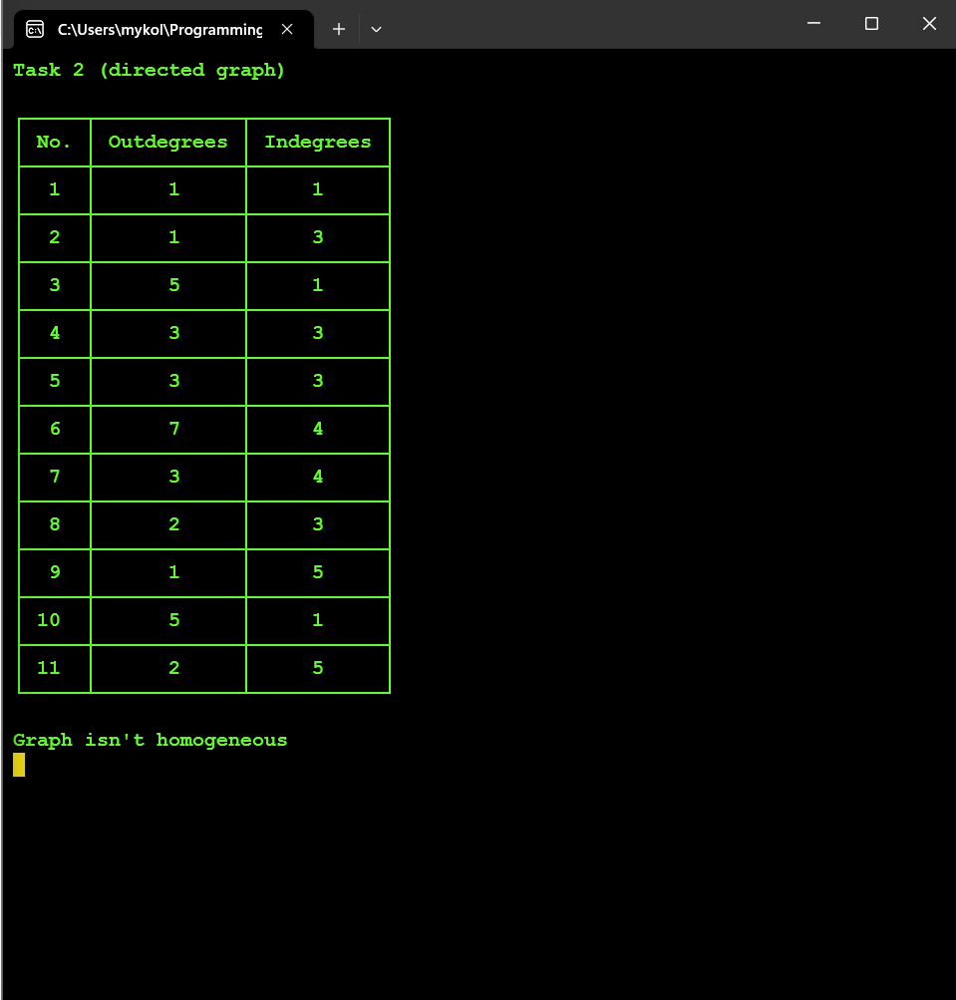 C:\Users\mykol\Programming
Task 2 (directed graph)
No. Outdegrees Indegrees
1 1 1
2 1 3
3 5 1
4 3 3
5 3 3
6 7 4
7 3 4
8 2 3
9 1 5
10 5 1
11 2 5
Graph isn't homogeneous